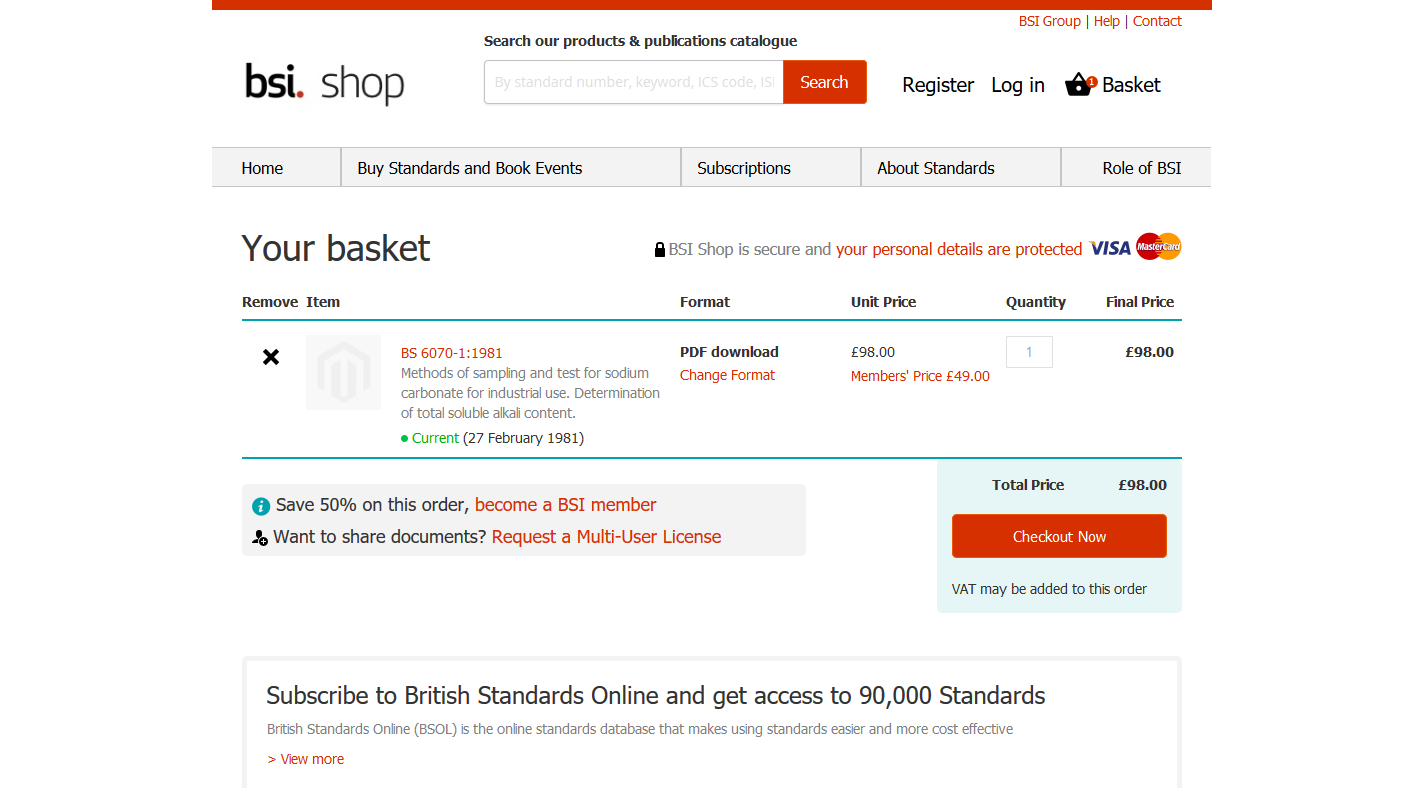 BSI Group | Help | Contact
Search our products & publications catalogue
bsi. shop
By standard number, keyword, ICS code, ISI
Search
Register
Log in
1
Basket
Home
Buy Standards and Book Events
Subscriptions
About Standards
Role of BSI
Your basket
BSI Shop is secure and your personal details are protected
VISA
MasterCard
Remove Item Format Unit Price Quantity Final Price
BS 6070-1:1981
Methods of sampling and test for sodium
carbonate for industrial use. Determination
of total soluble alkali content.
Current (27 February 1981)
PDF download
Change Format
£98.00
Members' Price £49.00
1
£98.00
Save 50% on this order, become a BSI member
Want to share documents? Request a Multi-User License
Total Price £98.00
Checkout Now
VAT may be added to this order
Subscribe to British Standards Online and get access to 90,000 Standards
British Standards Online (BSOL) is the online standards database that makes using standards easier and more cost effective
> View more